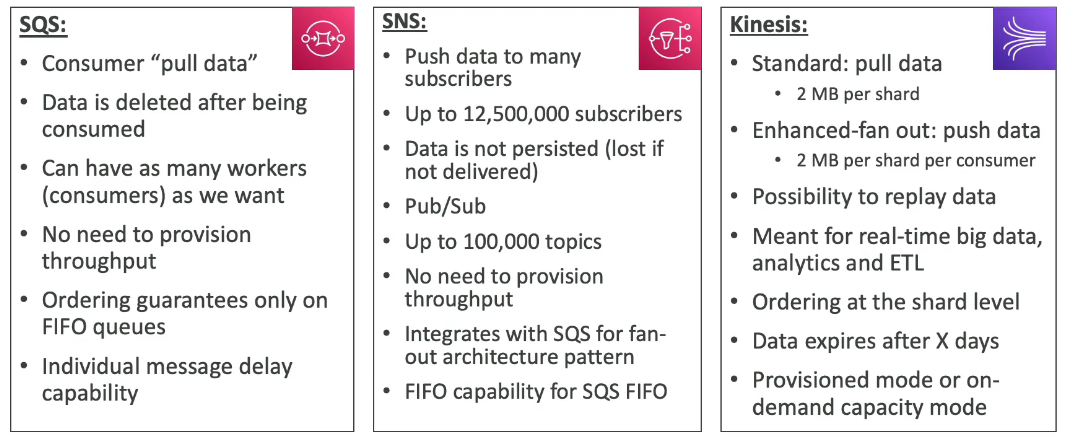 SQS:
• Consumer “pull data”
• Data is deleted after being
consumed
• Can have as many workers
(consumers) as we want
• No need to provision
throughput
• Ordering guarantees only on
FIFO queues
• Individual message delay
capability
SNS:
• Push data to many
subscribers
• Up to 12,500,000 subscribers
• Data is not persisted (lost if
not delivered)
• Pub/Sub
• Up to 100,000 topics
• No need to provision
throughput
• Integrates with SQS for fan-
out architecture pattern
• FIFO capability for SQS FIFO
Kinesis:
• Standard: pull data
• 2 MB per shard
• Enhanced-fan out: push data
• 2 MB per shard per consumer
• Possibility to replay data
• Meant for real-time big data,
analytics and ETL
• Ordering at the shard level
• Data expires after X days
• Provisioned mode or on-
demand capacity mode